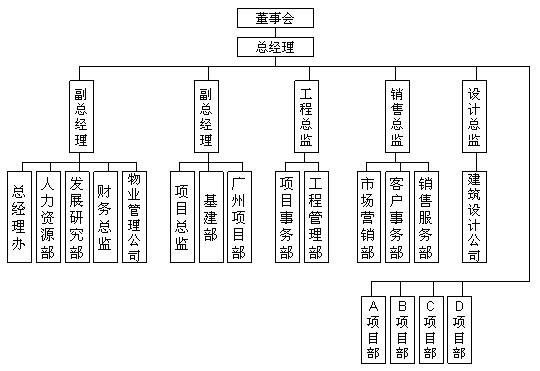 董事会
总经理
副总经理
副总经理
工程总监
销售总监
设计总监
总经理办
人力资源部
发展研究部
财务总监
物业管理公司
项目总监
基建部
广州项目部
项目事务部
工程管理部
市场营销部
客户事务部
销售服务部
建筑设计公司
A项目部
B项目部
C项目部
D项目部